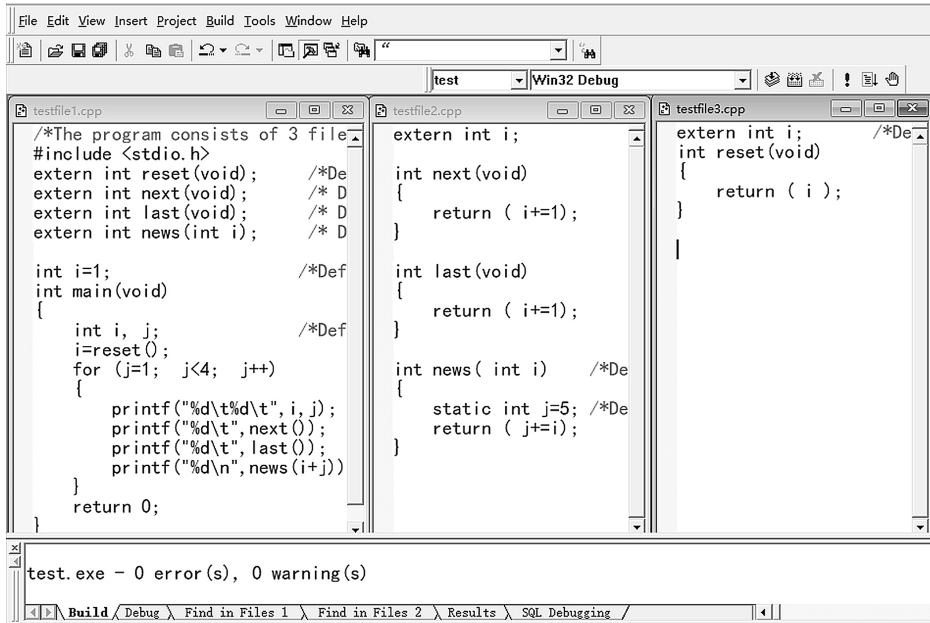 File Edit View Insert Project Build Tools Window Help
“
test Win32 Debug
testfile1.cpp
/*The program consists of 3 file
#include <stdio.h>
extern int reset(void); /*De
extern int next(void); /* D
extern int last(void); /* D
extern int news(int i); /* D
int i=1; /*Def
int main(void)
{
int i, j; /*Def
i=reset();
for (j=1; j<4; j++)
{
printf("%d\t%d\t",i,j);
printf("%d\t",next());
printf("%d\t",last());
printf("%d\n",news(i+j))
}
return 0;
}
testfile2.cpp
extern int i;
int next(void)
{
return ( i+=1);
}
int last(void)
{
return ( i+=1);
}
int news( int i) /*De
{
static int j=5; /*De
return ( j+=i);
}
testfile3.cpp
extern int i; /*De
int reset(void)
{
return ( i );
}
test.exe - 0 error(s), 0 warning(s)
Build Debug Find in Files 1 Find in Files 2 Results SQL Debugging